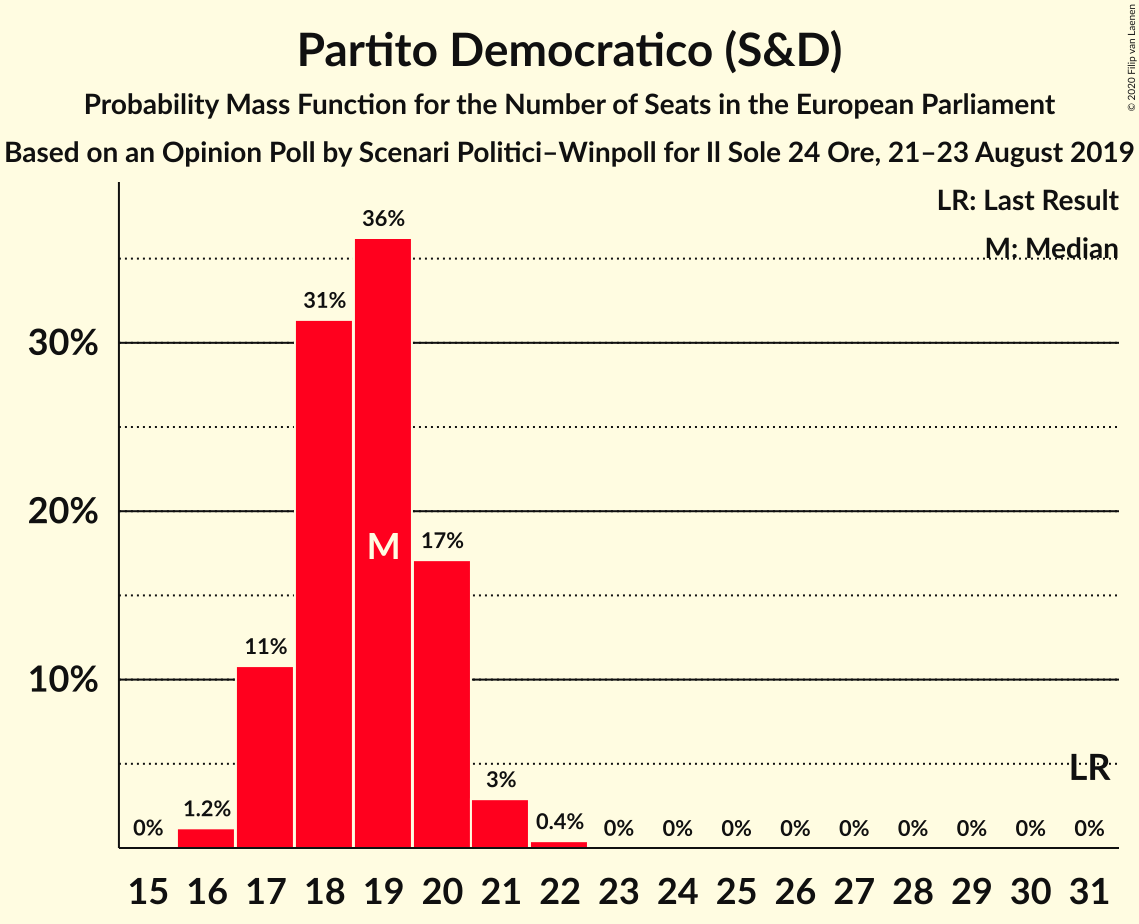 Partito Democratico (S&D)
Probability Mass Function for the Number of Seats in the European Parliament
Based on an Opinion Poll by Scenari Politici–Winpoll for Il Sole 24 Ore, 21–23 August 2019
© 2020 Filip van Laenen
LR: Last Result
M: Median
30%
20%
10%
0% 1.2% 11% 31% 36% 17% 3% 0.4% 0% 0% 0% 0% 0% 0% 0% 0% 0%
M
LR
15 16 17 18 19 20 21 22 23 24 25 26 27 28 29 30 31